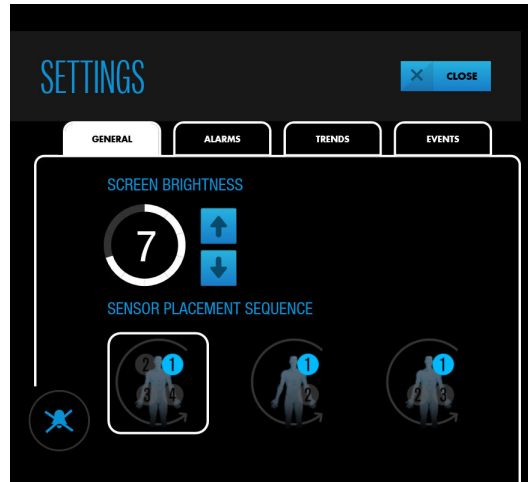 SETTINGS
CLOSE
GENERAL ALARMS TRENDS EVENTS
SCREEN BRIGHTNESS
7
SENSOR PLACEMENT SEQUENCE
2 1 1 1
3 4 2 2 3